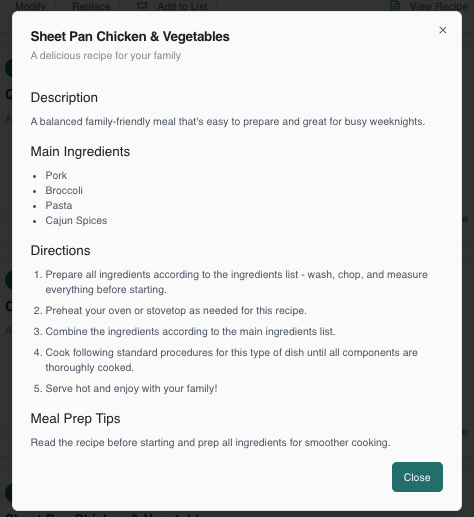 Modify Replace Add to List View Recipe
Sheet Pan Chicken & Vegetables
A delicious recipe for your family
Description
A balanced family-friendly meal that's easy to prepare and great for busy weeknights.
Main Ingredients
• Pork
• Broccoli
• Pasta
• Cajun Spices
Directions
1. Prepare all ingredients according to the ingredients list - wash, chop, and measure
everything before starting.
2. Preheat your oven or stovetop as needed for this recipe.
3. Combine the ingredients according to the main ingredients list.
4. Cook following standard procedures for this type of dish until all components are
thoroughly cooked.
5. Serve hot and enjoy with your family!
Meal Prep Tips
Read the recipe before starting and prep all ingredients for smoother cooking.
Close
Sheet Pan Chicken & Vegetables